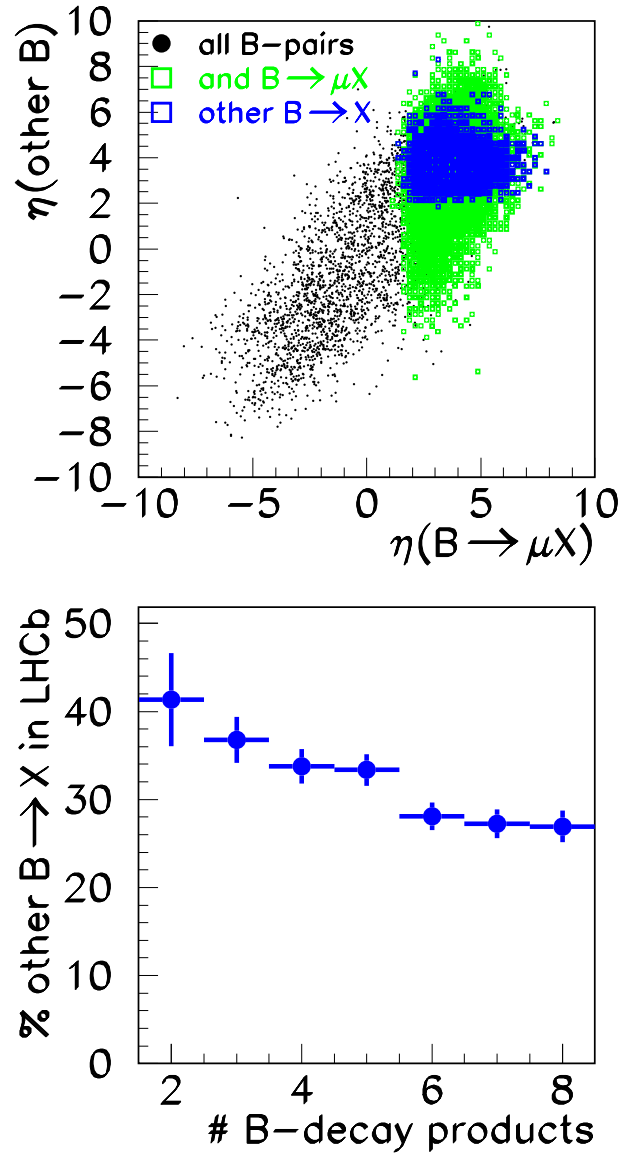 η(other B)
10
8
6
4
2
0
−2
−4
−6
−8
−10
all B−pairs
and B→μX
other B→X
−10 −5 0 5 10
η(B→μX)
% other B→X in LHCb
50
40
30
20
10
0
2 4 6 8
# B−decay products